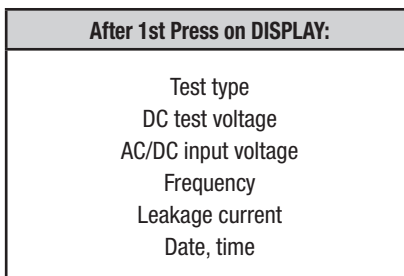 After 1st Press on DISPLAY:
Test type
DC test voltage
AC/DC input voltage
Frequency
Leakage current
Date, time